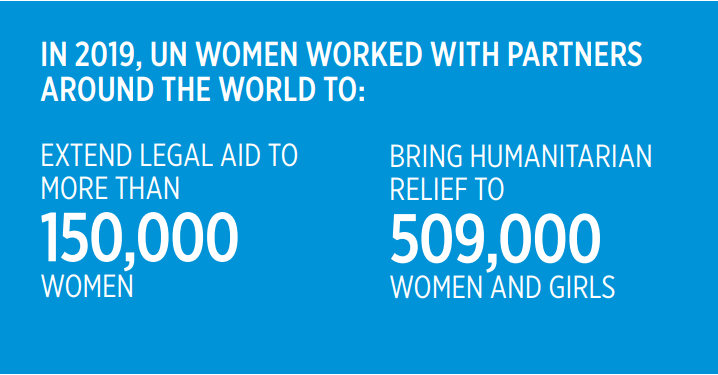 IN 2019, UN WOMEN WORKED WITH PARTNERS
AROUND THE WORLD TO:
EXTEND LEGAL AID TO
MORE THAN
150,000
WOMEN
BRING HUMANITARIAN
RELIEF TO
509,000
WOMEN AND GIRLS